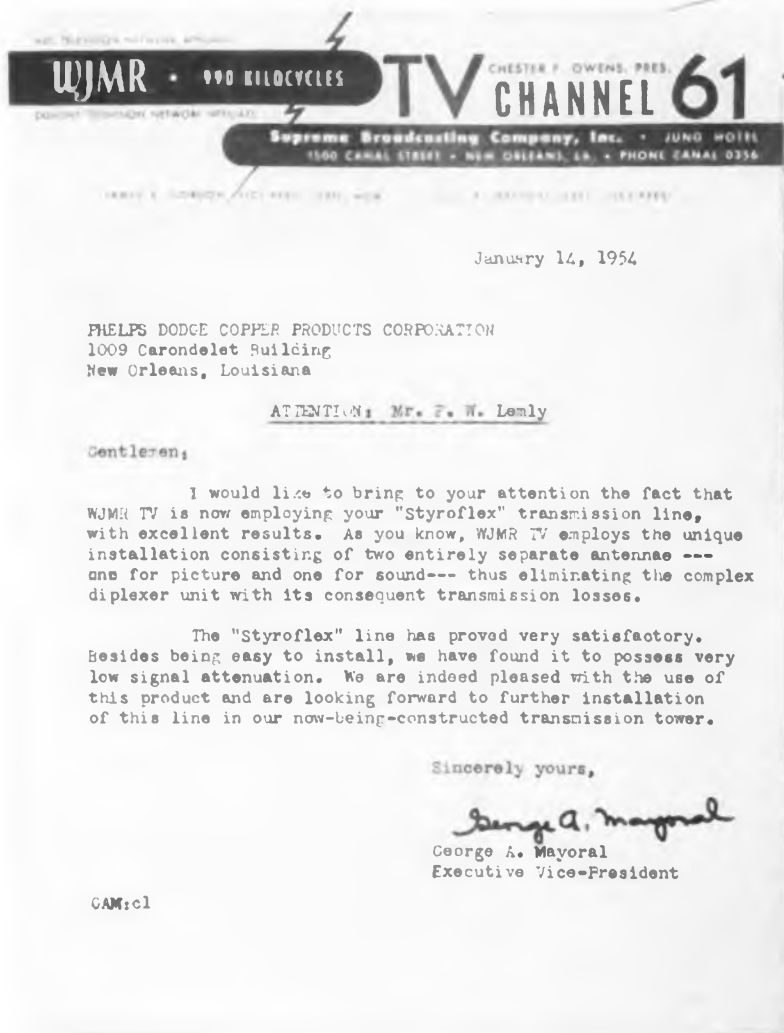 WJMR • 990 KILOCYCLES TV CHESTER F. OWENS, PRES.
CHANNEL 61
Supreme Broadcasting Company, Inc. • JUNG HOTEL
1500 CANAL STREET • NEW ORLEANS, LA. • PHONE CANAL 0356
January 14, 1954
PHELPS DODGE COPPER PRODUCTS CORPORATION
1009 Carondelet Building
New Orleans, Louisiana
ATTENTION: Mr. F. W. Lemly
Gentlemen:
I would like to bring to your attention the fact that
WJMR TV is now employing your "Styroflex" transmission line,
with excellent results. As you know, WJMR TV employs the unique
installation consisting of two entirely separate antennae ---
one for picture and one for sound--- thus eliminating the complex
diplexer unit with its consequent transmission losses.
The "Styroflex" line has proved very satisfactory.
Besides being easy to install, we have found it to possess very
low signal attenuation. We are indeed pleased with the use of
this product and are looking forward to further installation
of this line in our now-being-constructed transmission tower.
Sincerely yours,
George A. Mayoral
George A. Mayoral
Executive Vice-President
GAM:cl